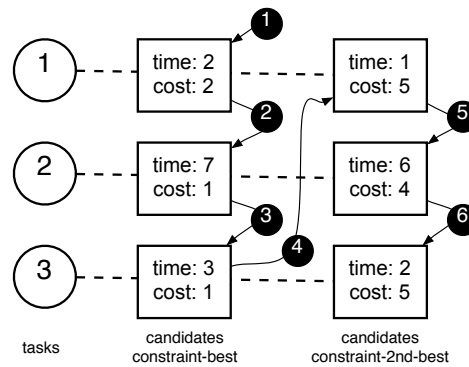 1
1
time: 2
cost: 2
time: 1
cost: 5
2
5
2
time: 7
cost: 1
time: 6
cost: 4
3
6
4
3
time: 3
cost: 1
time: 2
cost: 5
tasks
candidates
constraint-best
candidates
constraint-2nd-best